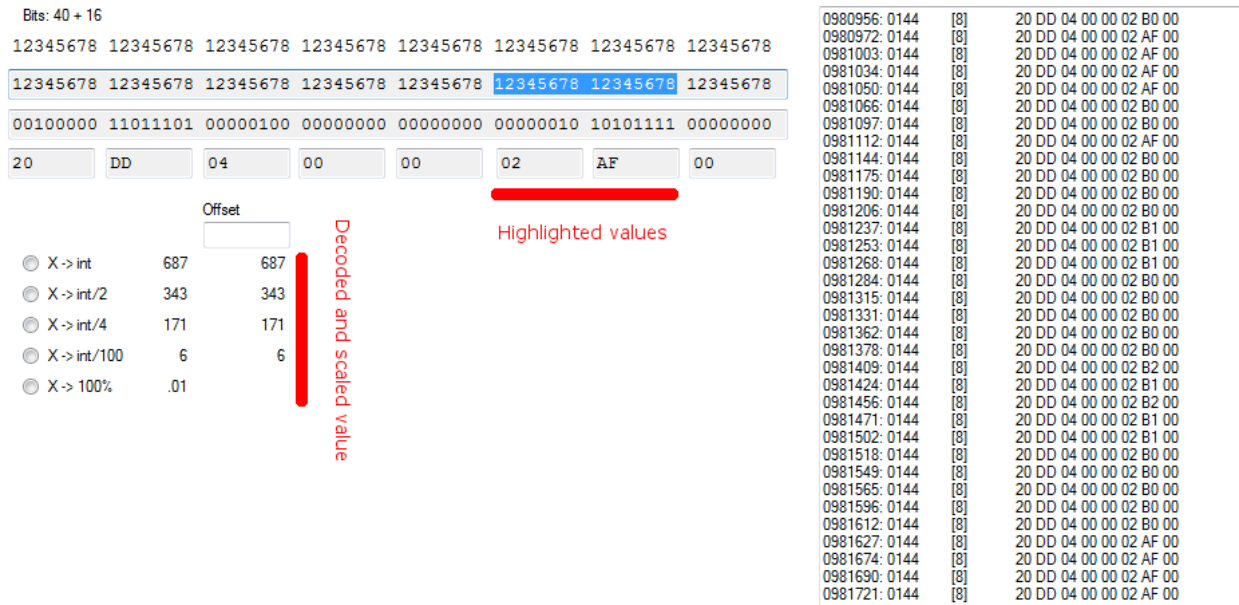 Bits: 40 + 16
12345678 12345678 12345678 12345678 12345678 12345678 12345678 12345678
12345678 12345678 12345678 12345678 12345678 12345678 12345678 12345678
00100000 11011101 00000100 00000000 00000000 00000010 10101111 00000000
20 DD 04 00 00 02 AF 00
Highlighted values
Offset
X -> int 687 687
X -> int/2 343 343
X -> int/4 171 171
X -> int/100 6 6
X -> 100% .01
Decoded and scaled value
0980956: 0144 [8] 20 DD 04 00 00 02 B0 00
0980972: 0144 [8] 20 DD 04 00 00 02 AF 00
0981003: 0144 [8] 20 DD 04 00 00 02 AF 00
0981034: 0144 [8] 20 DD 04 00 00 02 AF 00
0981050: 0144 [8] 20 DD 04 00 00 02 AF 00
0981066: 0144 [8] 20 DD 04 00 00 02 B0 00
0981097: 0144 [8] 20 DD 04 00 00 02 B0 00
0981112: 0144 [8] 20 DD 04 00 00 02 AF 00
0981144: 0144 [8] 20 DD 04 00 00 02 B0 00
0981175: 0144 [8] 20 DD 04 00 00 02 B0 00
0981190: 0144 [8] 20 DD 04 00 00 02 B0 00
0981206: 0144 [8] 20 DD 04 00 00 02 B0 00
0981237: 0144 [8] 20 DD 04 00 00 02 B1 00
0981253: 0144 [8] 20 DD 04 00 00 02 B1 00
0981268: 0144 [8] 20 DD 04 00 00 02 B1 00
0981284: 0144 [8] 20 DD 04 00 00 02 B0 00
0981315: 0144 [8] 20 DD 04 00 00 02 B0 00
0981331: 0144 [8] 20 DD 04 00 00 02 B0 00
0981362: 0144 [8] 20 DD 04 00 00 02 B0 00
0981378: 0144 [8] 20 DD 04 00 00 02 B0 00
0981409: 0144 [8] 20 DD 04 00 00 02 B2 00
0981424: 0144 [8] 20 DD 04 00 00 02 B1 00
0981456: 0144 [8] 20 DD 04 00 00 02 B2 00
0981471: 0144 [8] 20 DD 04 00 00 02 B1 00
0981502: 0144 [8] 20 DD 04 00 00 02 B1 00
0981518: 0144 [8] 20 DD 04 00 00 02 B0 00
0981549: 0144 [8] 20 DD 04 00 00 02 B0 00
0981565: 0144 [8] 20 DD 04 00 00 02 B0 00
0981596: 0144 [8] 20 DD 04 00 00 02 B0 00
0981612: 0144 [8] 20 DD 04 00 00 02 B0 00
0981627: 0144 [8] 20 DD 04 00 00 02 AF 00
0981674: 0144 [8] 20 DD 04 00 00 02 AF 00
0981690: 0144 [8] 20 DD 04 00 00 02 AF 00
0981721: 0144 [8] 20 DD 04 00 00 02 AF 00